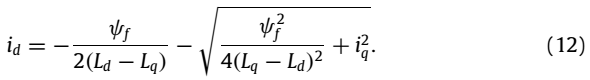 i_d = -\frac{\psi_f}{2(L_d - L_q)} - \sqrt{\frac{\psi_f^2}{4(L_q - L_d)^2} + i_q^2}. (12)